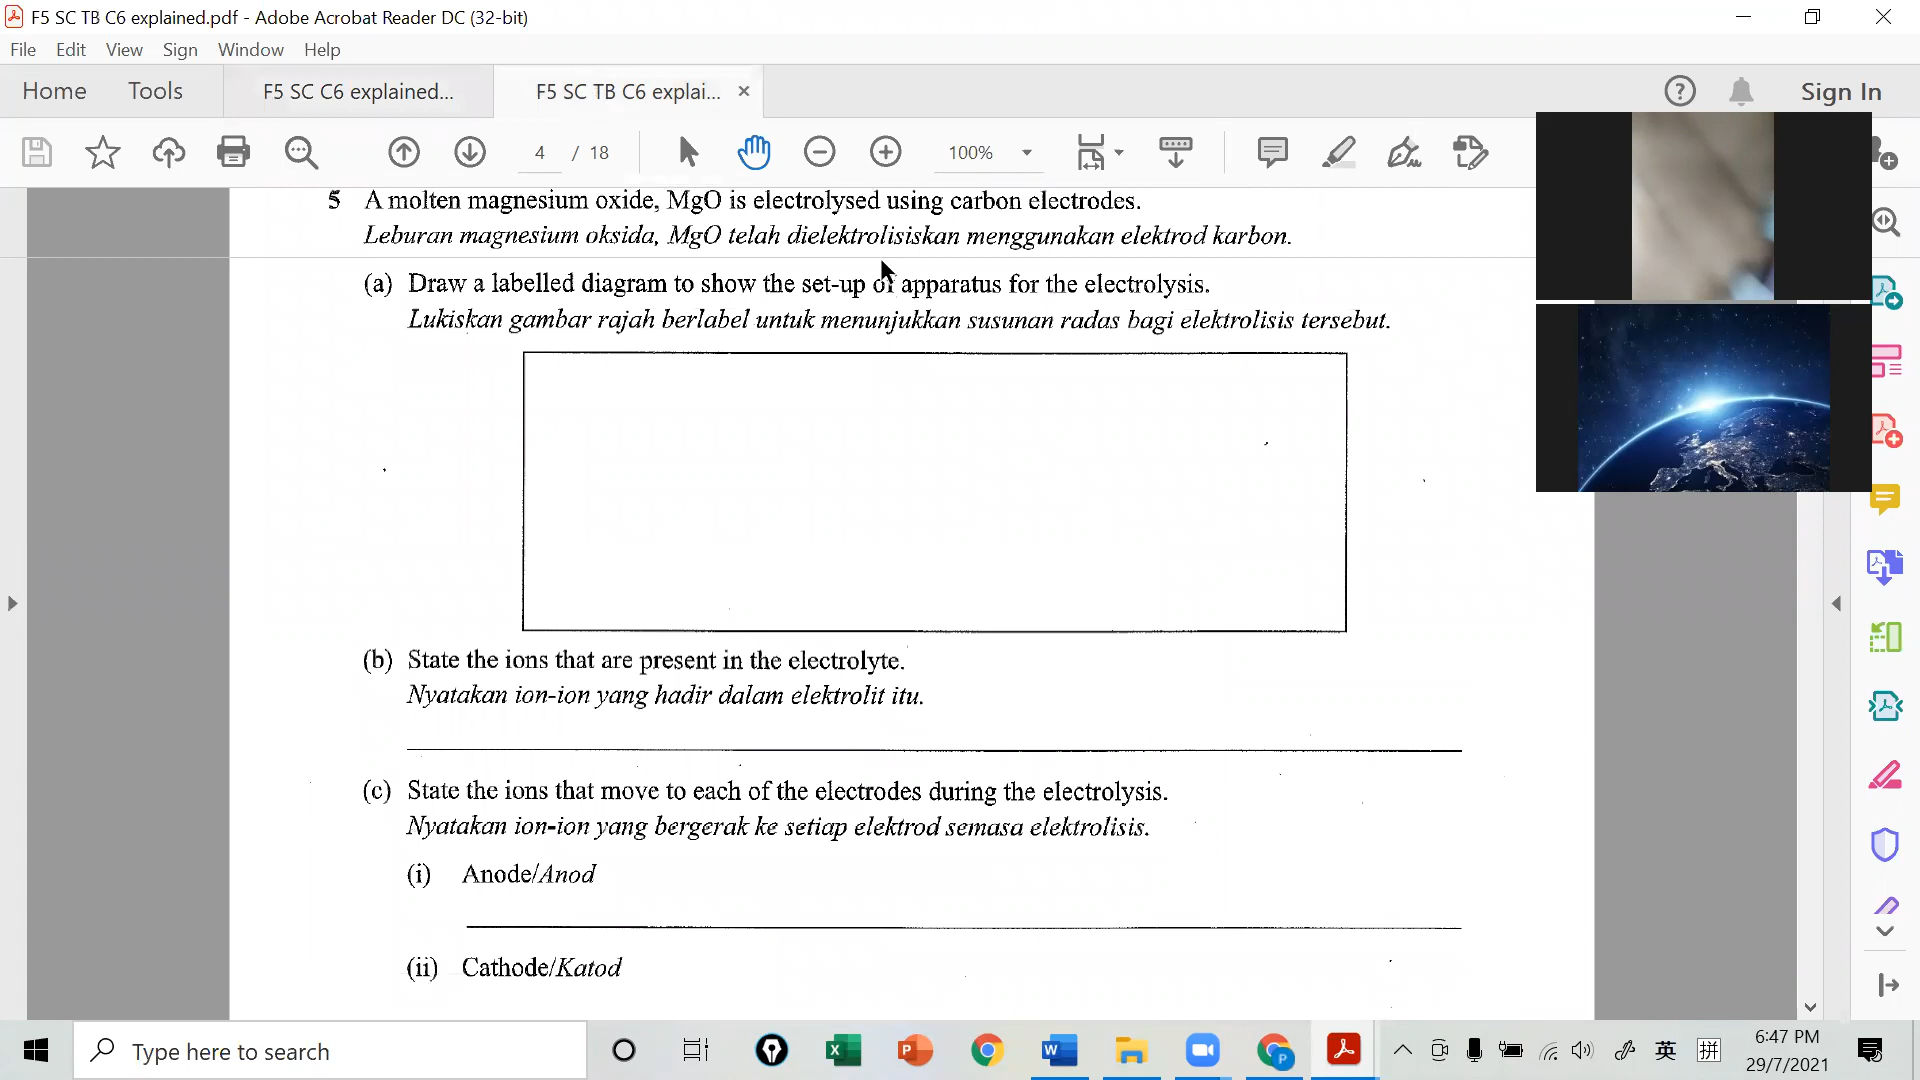 F5 SC TB C6 explained.pdf - Adobe Acrobat Reader DC (32-bit)
File Edit View Sign Window Help
Home Tools F5 SC C6 explained... F5 SC TB C6 explai... ×
? Sign In
4 / 18 100%
5 A molten magnesium oxide, MgO is electrolysed using carbon electrodes.
Leburan magnesium oksida, MgO telah dielektrolisiskan menggunakan elektrod karbon.
(a) Draw a labelled diagram to show the set-up of apparatus for the electrolysis.
Lukiskan gambar rajah berlabel untuk menunjukkan susunan radas bagi elektrolisis tersebut.
(b) State the ions that are present in the electrolyte.
Nyatakan ion-ion yang hadir dalam elektrolit itu.
(c) State the ions that move to each of the electrodes during the electrolysis.
Nyatakan ion-ion yang bergerak ke setiap elektrod semasa elektrolisis.
(i) Anode/Anod
(ii) Cathode/Katod
Type here to search
英 拼
6:47 PM
29/7/2021